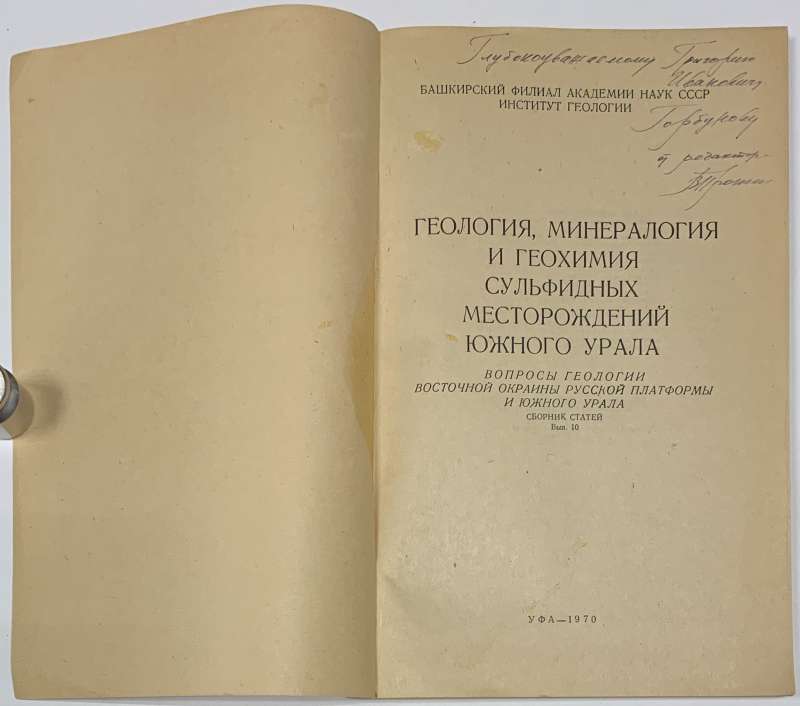 Глубокоуважаемому Григорию
Ивановичу
БАШКИРСКИЙ ФИЛИАЛ АКАДЕМИИ НАУК СССР
ИНСТИТУТ ГЕОЛОГИИ
Горбунову
от редактор
ГЕОЛОГИЯ, МИНЕРАЛОГИЯ
И ГЕОХИМИЯ
СУЛЬФИДНЫХ
МЕСТОРОЖДЕНИЙ
ЮЖНОГО УРАЛА
ВОПРОСЫ ГЕОЛОГИИ
ВОСТОЧНОЙ ОКРАИНЫ РУССКОЙ ПЛАТФОРМЫ
И ЮЖНОГО УРАЛА
СБОРНИК СТАТЕЙ
Вып. 10
УФА—1970